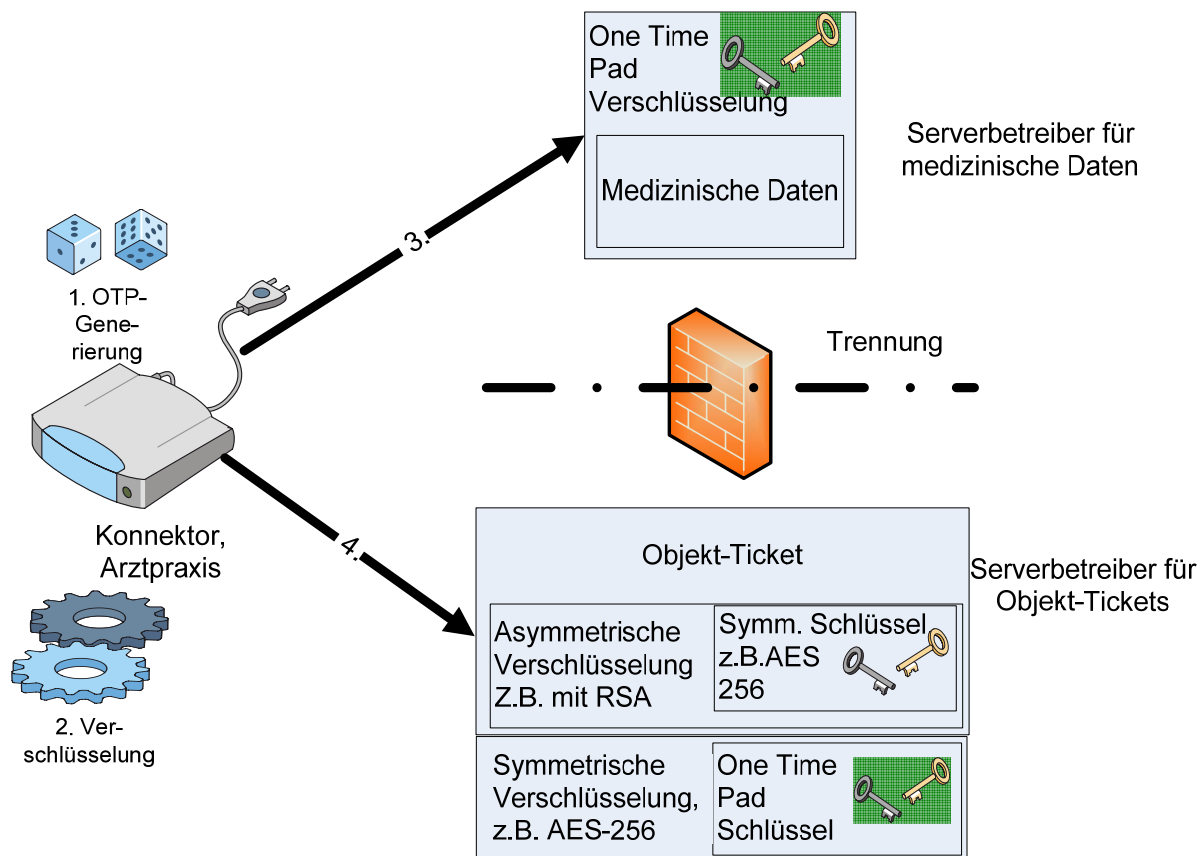 One Time
Pad
Verschlüsselung
Medizinische Daten
Serverbetreiber für
medizinische Daten
3.
1. OTP-
Gene-
rierung
Trennung
Konnektor,
Arztpraxis
4.
2. Ver-
schlüsselung
Objekt-Ticket
Serverbetreiber für
Objekt-Tickets
Asymmetrische
Verschlüsselung
Z.B. mit RSA
Symm. Schlüssel
z.B.AES
256
Symmetrische
Verschlüsselung,
z.B. AES-256
One Time
Pad
Schlüssel